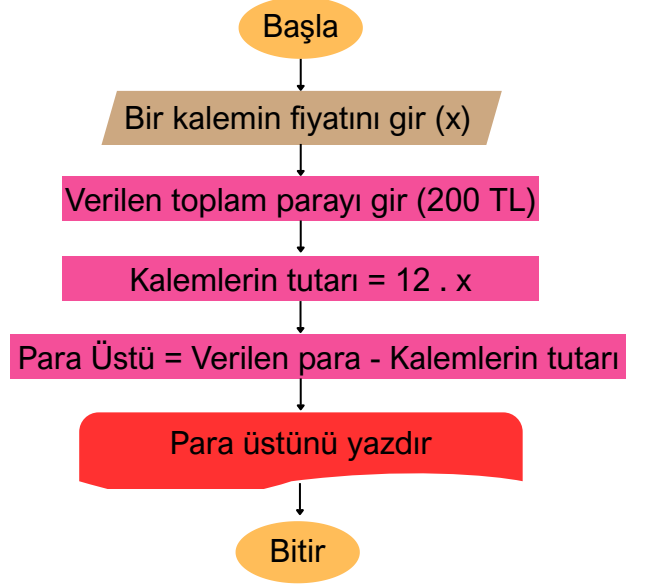 Başla
Bir kalemin fiyatını gir (x)
Verilen toplam parayı gir (200 TL)
Kalemlerin tutarı = 12 . x
Para Üstü = Verilen para - Kalemlerin tutarı
Para üstünü yazdır
Bitir